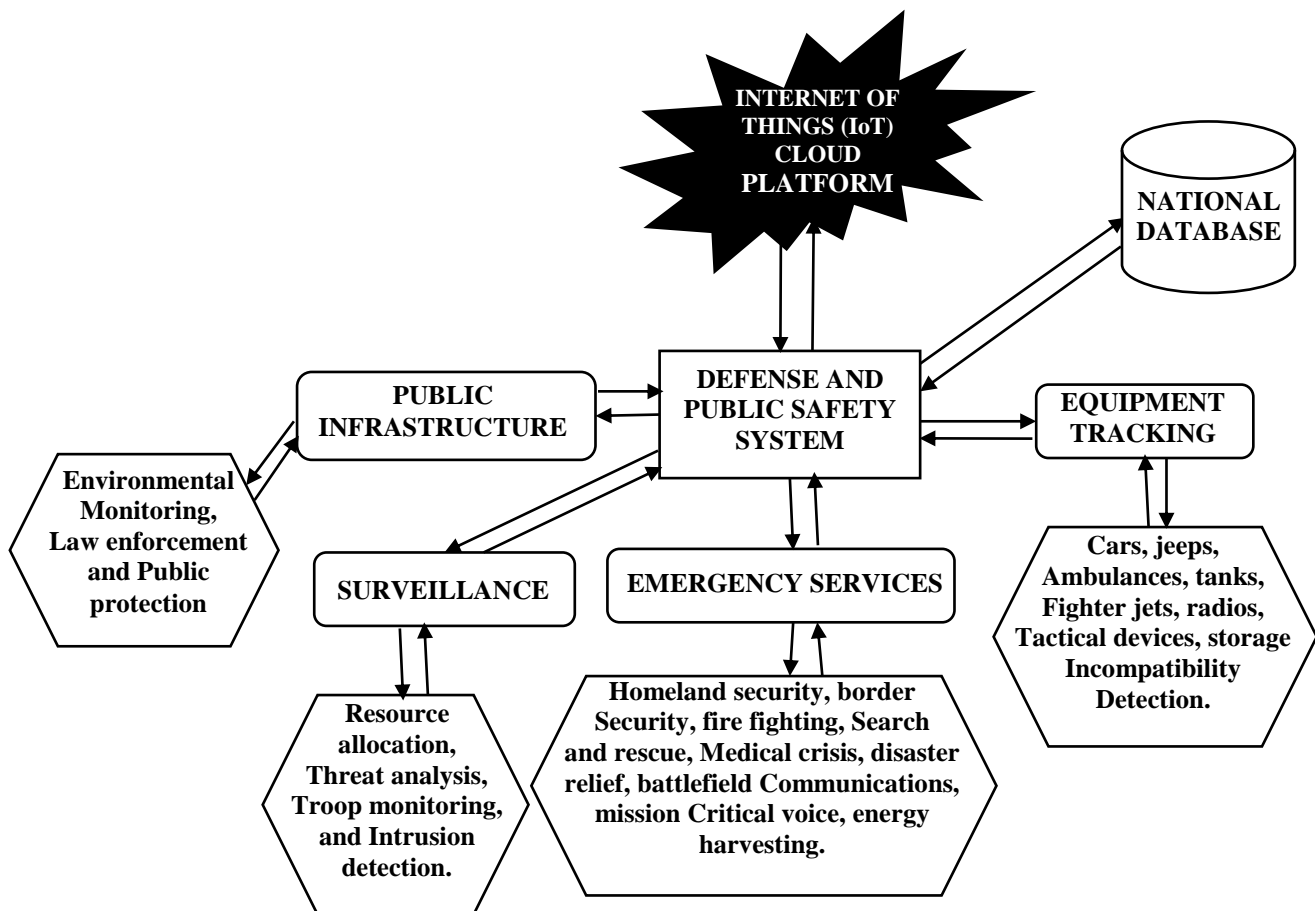 INTERNET OF
THINGS (IoT)
CLOUD
PLATFORM
NATIONAL
DATABASE
PUBLIC
INFRASTRUCTURE
DEFENSE AND
PUBLIC SAFETY
SYSTEM
EQUIPMENT
TRACKING
Environmental
Monitoring,
Law enforcement
and Public
protection
SURVEILLANCE
EMERGENCY SERVICES
Cars, jeeps,
Ambulances, tanks,
Fighter jets, radios,
Tactical devices, storage
Incompatibility
Detection.
Resource
allocation,
Threat analysis,
Troop monitoring,
and Intrusion
detection.
Homeland security, border
Security, fire fighting, Search
and rescue, Medical crisis, disaster
relief, battlefield Communications,
mission Critical voice, energy
harvesting.